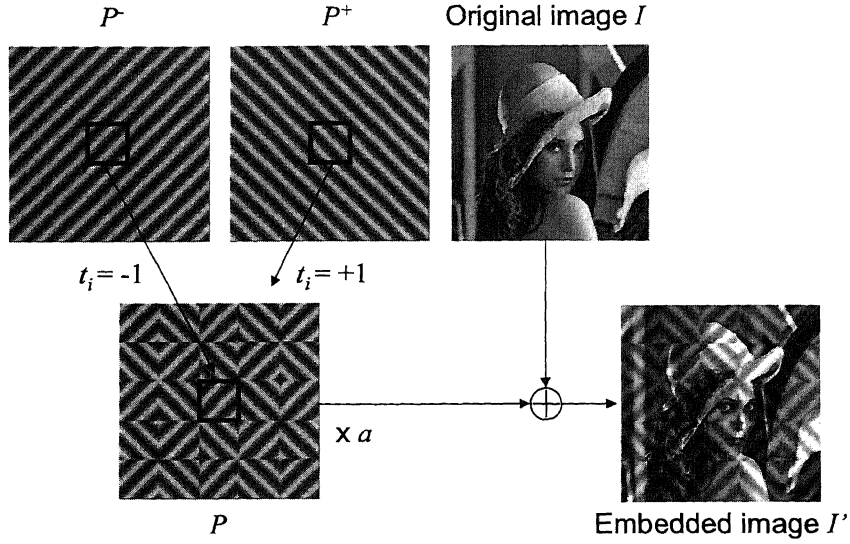 P-
P+
Original image I
tᵢ= -1
tᵢ= +1
x a
P
Embedded image I’